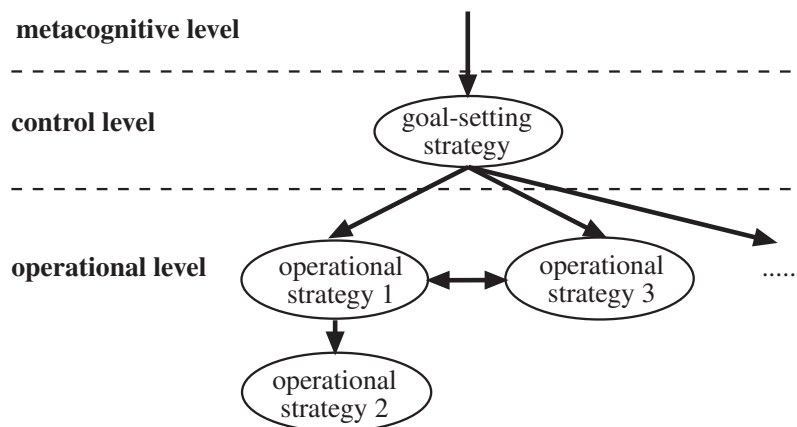 metacognitive level
control level
goal-setting
strategy
operational level
operational
strategy 1
operational
strategy 3
.....
operational
strategy 2